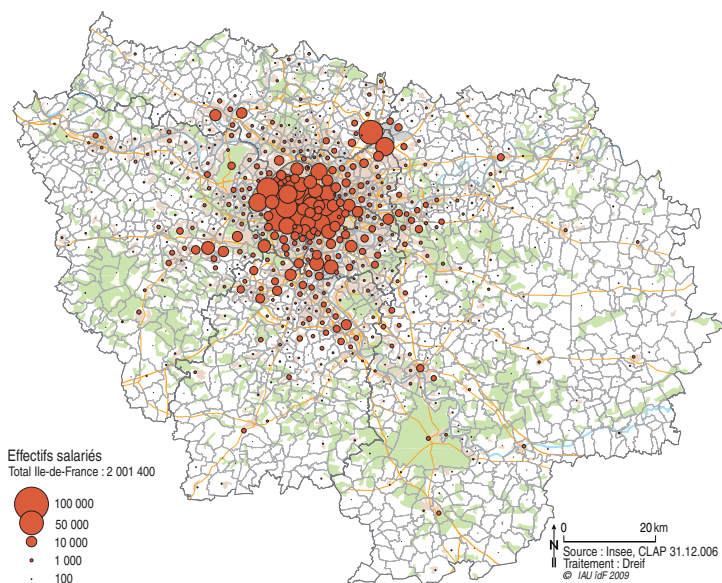 Effectifs salariés
Total Ile-de-France : 2 001 400
100 000
50 000
10 000
1 000
100
0 20 km
N
Source : Insee, CLAP 31.12.006
Traitement : Dreif
© IAU îdF 2009